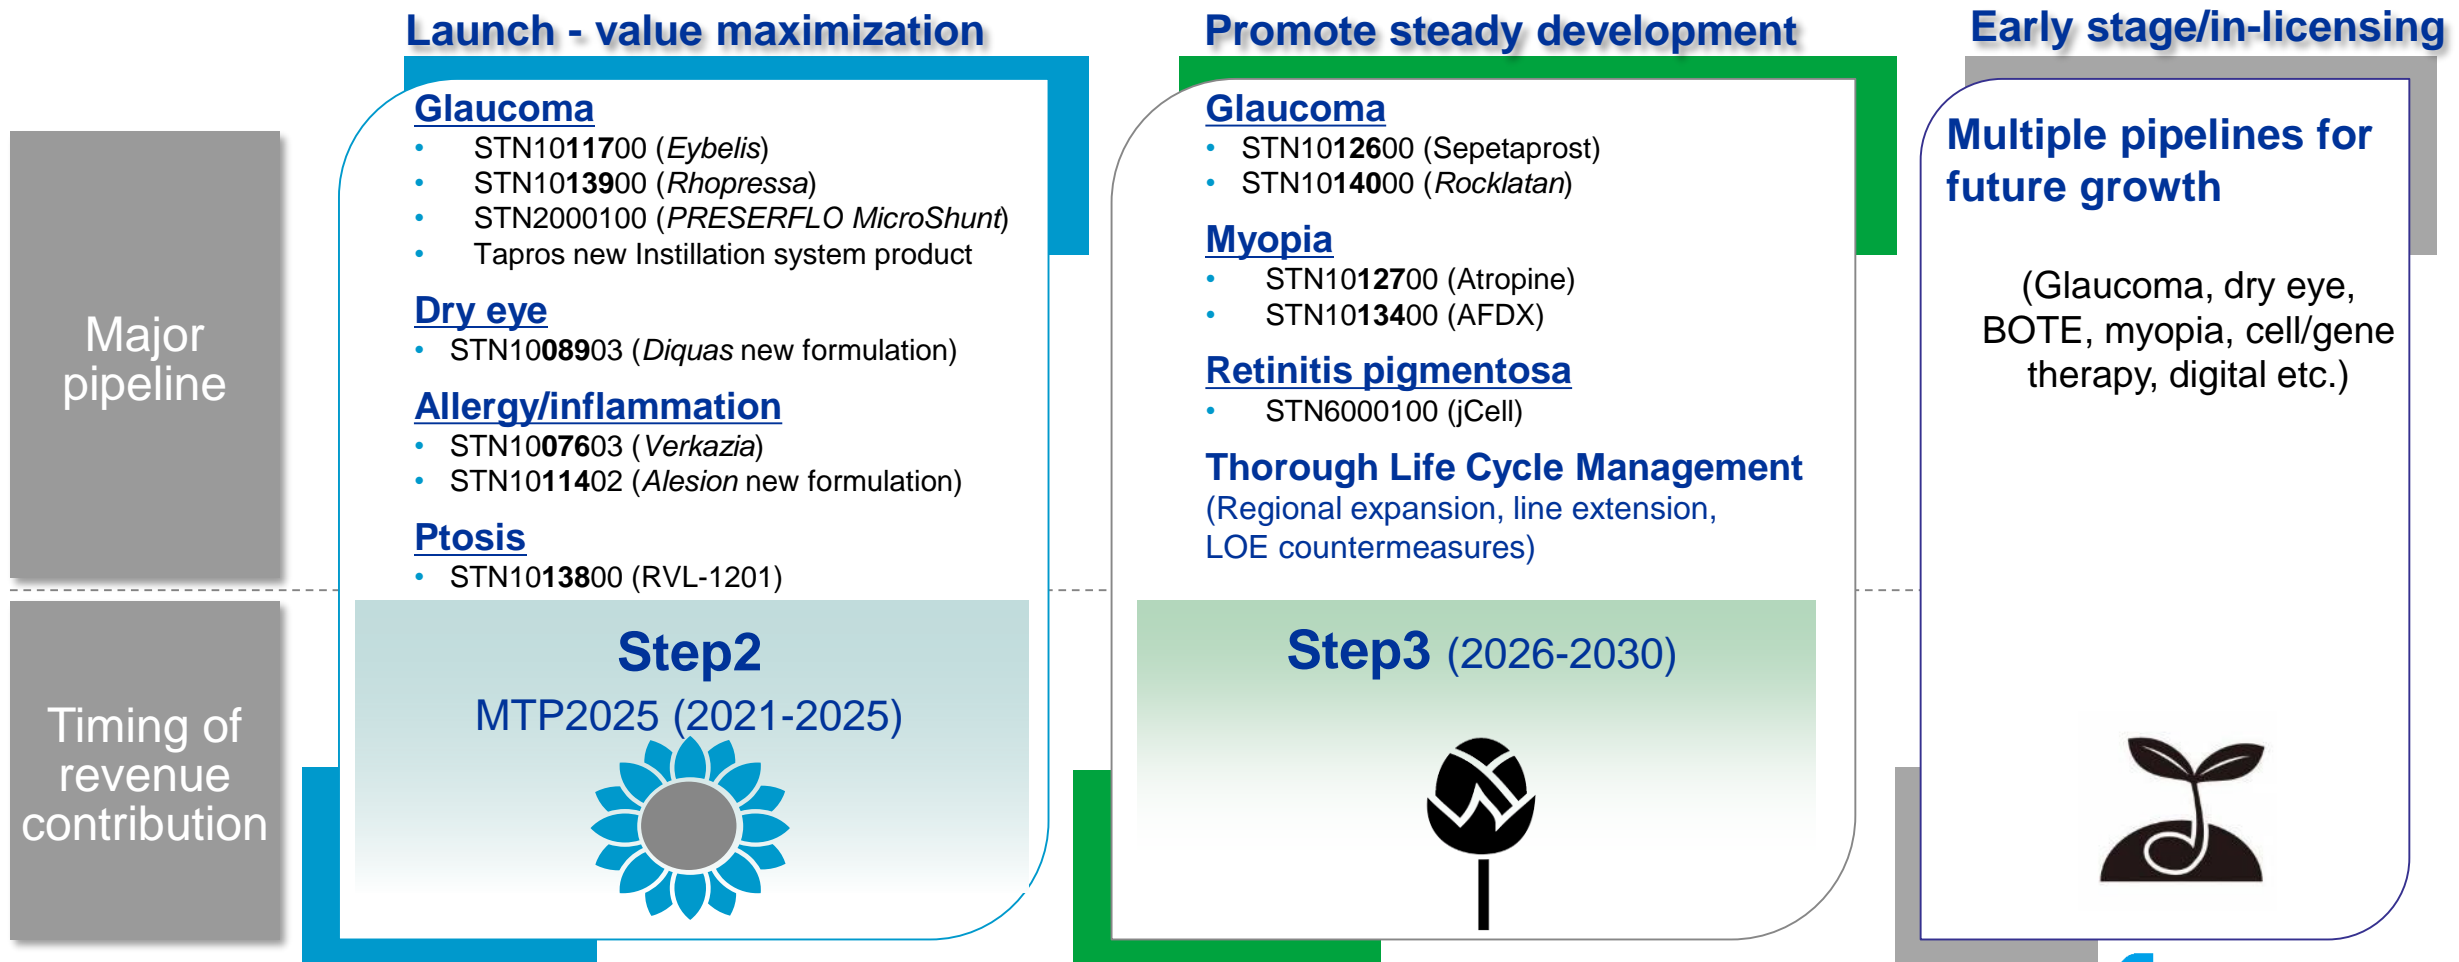 Launch - value maximization
Promote steady development
Early stage/in-licensing
Major
pipeline
Glaucoma
• STN1011700 (Eybelis)
• STN1013900 (Rhopressa)
• STN2000100 (PRESERFLO MicroShunt)
• Tapros new Instillation system product
Dry eye
• STN1008903 (Diquas new formulation)
Allergy/inflammation
• STN1007603 (Verkazia)
• STN1011402 (Alesion new formulation)
Ptosis
• STN1013800 (RVL-1201)
Glaucoma
• STN1012600 (Sepetaprost)
• STN1014000 (Rocklatan)
Myopia
• STN1012700 (Atropine)
• STN1013400 (AFDX)
Retinitis pigmentosa
• STN6000100 (jCell)
Thorough Life Cycle Management
(Regional expansion, line extension,
LOE countermeasures)
Multiple pipelines for
future growth
(Glaucoma, dry eye,
BOTE, myopia, cell/gene
therapy, digital etc.)
Timing of
revenue
contribution
Step2
MTP2025 (2021-2025)
Step3 (2026-2030)